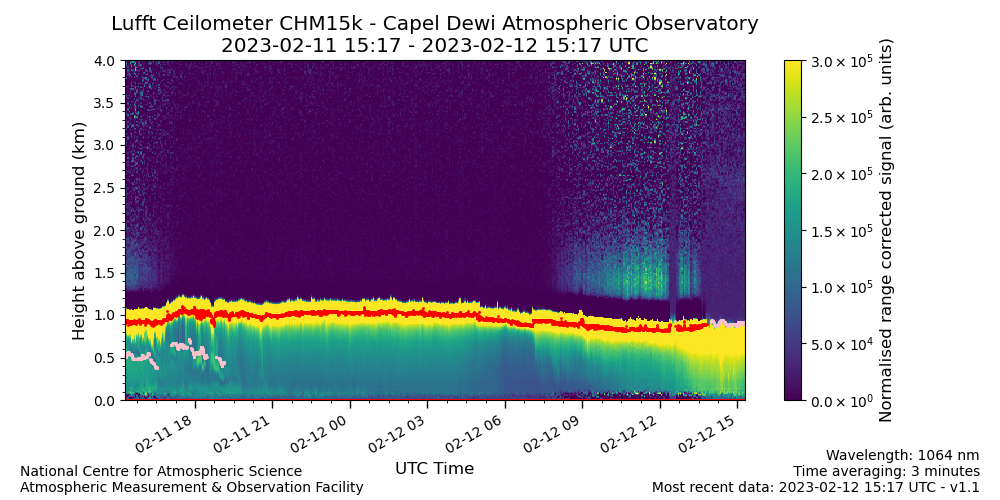 Lufft Ceilometer CHM15k - Capel Dewi Atmospheric Observatory
2023-02-11 15:17 - 2023-02-12 15:17 UTC
Height above ground (km)
4.0
3.5
3.0
2.5
2.0
1.5
1.0
0.5
0.0
02-11 18
02-11 21
02-12 00
02-12 03
02-12 06
02-12 09
02-12 12
02-12 15
UTC Time
3.0 × 10⁵
2.5 × 10⁵
2.0 × 10⁵
1.5 × 10⁵
1.0 × 10⁵
5.0 × 10⁴
0.0 × 10⁰
Normalised range corrected signal (arb. units)
National Centre for Atmospheric Science
Atmospheric Measurement & Observation Facility
Wavelength: 1064 nm
Time averaging: 3 minutes
Most recent data: 2023-02-12 15:17 UTC - v1.1